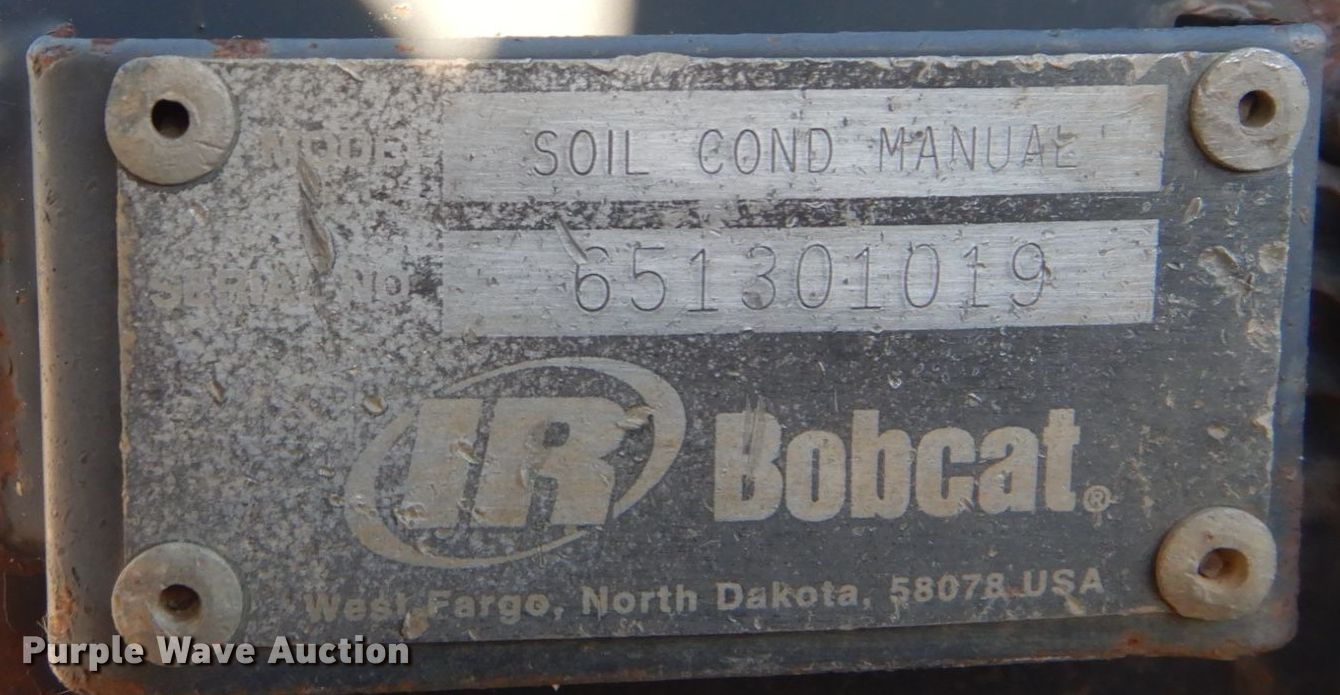 MODEL SOIL COND MANUAL
SERIAL NO. 651301019
IR Bobcat®
West Fargo, North Dakota, 58078 USA
Purple Wave Auction